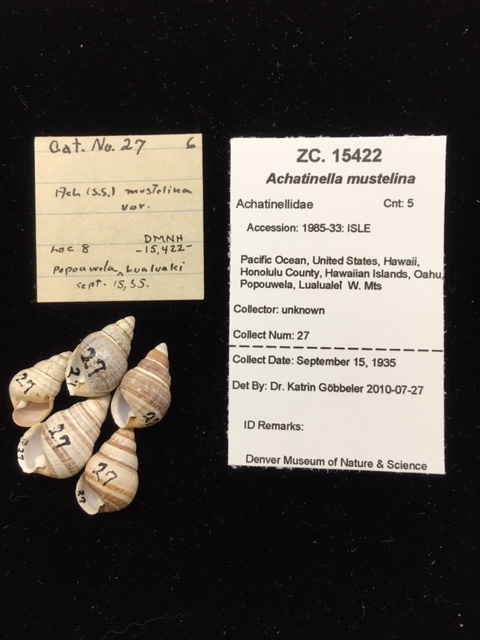 Cat. No. 27 6
Ach (S.S.) mustelina
var.
Loc 8 DMNH
-15,422-
Popouwela, Lualualei
Sept. 15, 35.
ZC. 15422
Achatinella mustelina
Achatinellidae Cnt: 5
Accession: 1985-33: ISLE
Pacific Ocean, United States, Hawaii,
Honolulu County, Hawaiian Islands, Oahu,
Popouwela, Lualualel W. Mts
Collector: unknown
Collect Num: 27
Collect Date: September 15, 1935
Det By: Dr. Katrin Göbbeler 2010-07-27
ID Remarks:
Denver Museum of Nature & Science
27
27
27
27
27
27
27